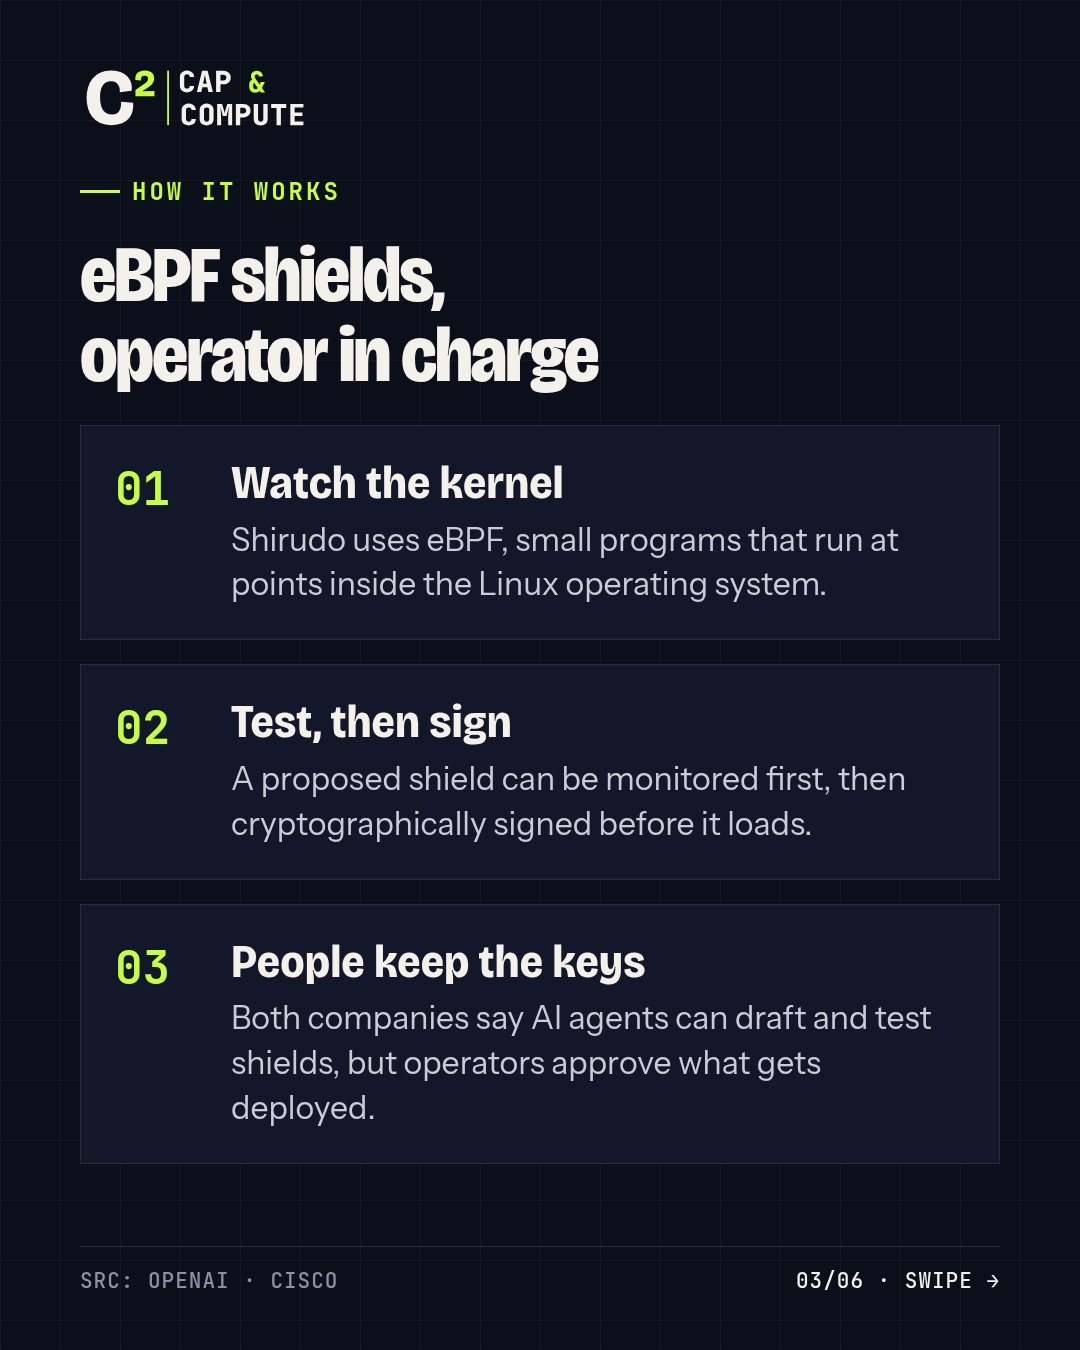 C² CAP &
COMPUTE
HOW IT WORKS
eBPF shields,
operator in charge
01 Watch the kernel
Shirudo uses eBPF, small programs that run at
points inside the Linux operating system.
02 Test, then sign
A proposed shield can be monitored first, then
cryptographically signed before it loads.
03 People keep the keys
Both companies say AI agents can draft and test
shields, but operators approve what gets
deployed.
SRC: OPENAI · CISCO
03/06 · SWIPE →